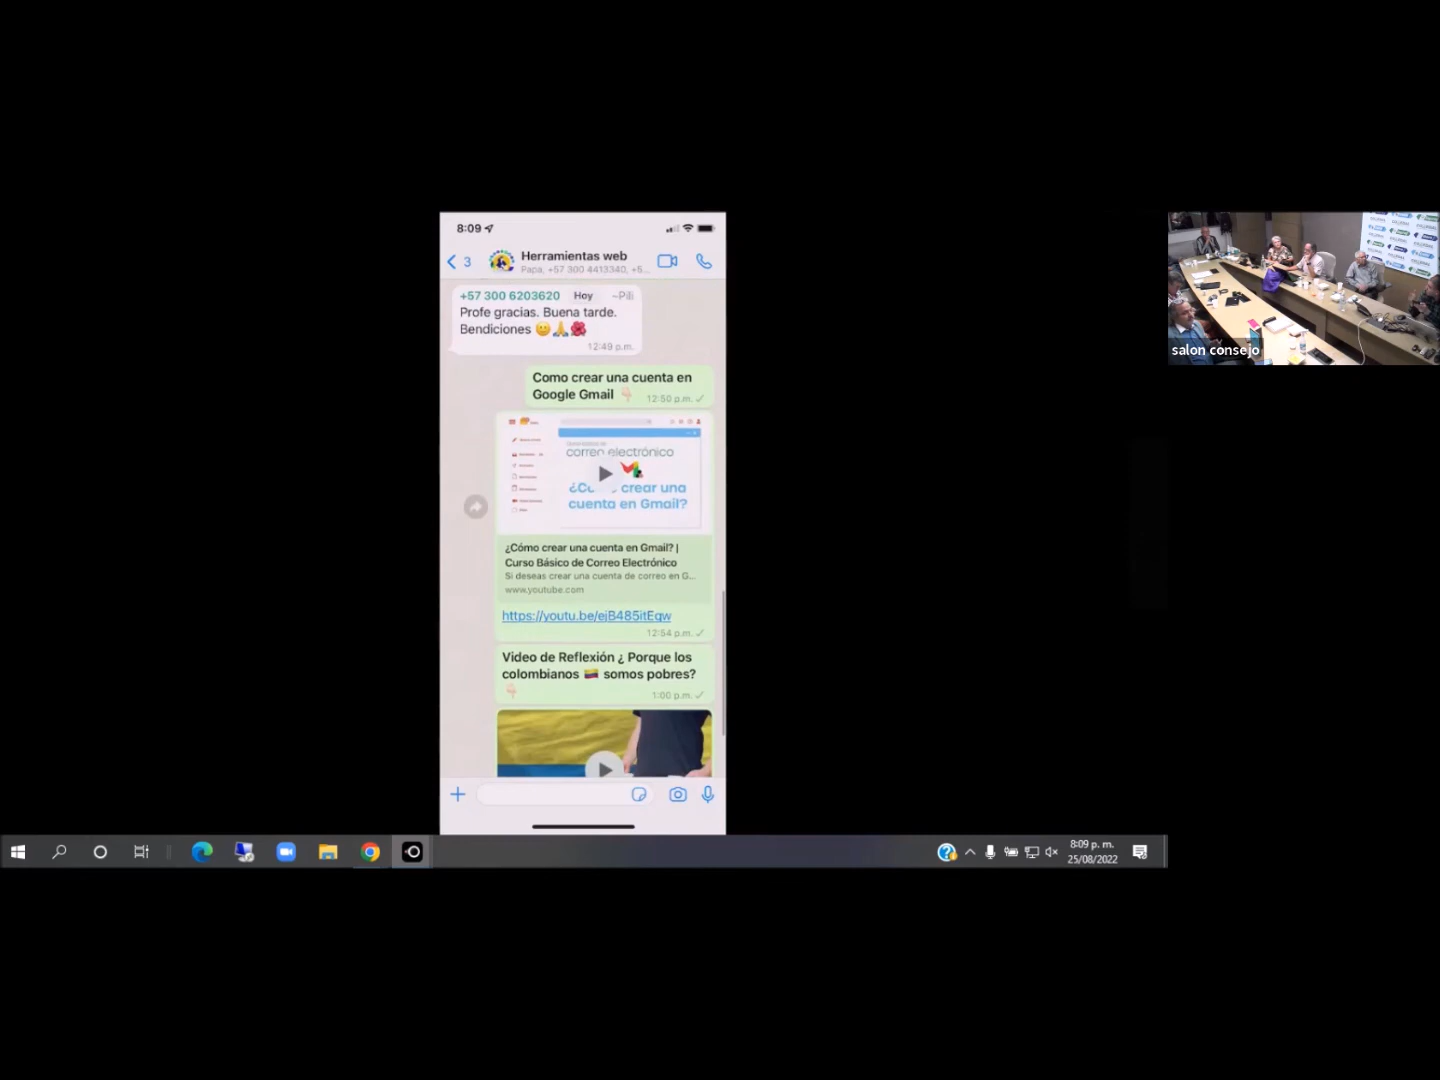 8:09
3
Herramientas web
Papa, +57 300 4413340, +5...
+57 300 6203620
Hoy
~Pili
Profe gracias. Buena tarde.
Bendiciones 😊🙏🌺
12:49 p.m.
Como crear una cuenta en
Google Gmail 👇🏻
12:50 p.m.
correo electrónico
crear una
cuenta en Gmail?
¿Cómo crear una cuenta en Gmail? |
Curso Básico de Correo Electrónico
Si deseas crear una cuenta de correo en G...
www.youtube.com
https://youtu.be/ejB485itEqw
12:54 p.m.
Video de Reflexión ¿ Porque los
colombianos 🇨🇴 somos pobres?
👇🏻
1:00 p.m.
salon consejo
8:09 p. m.
25/08/2022